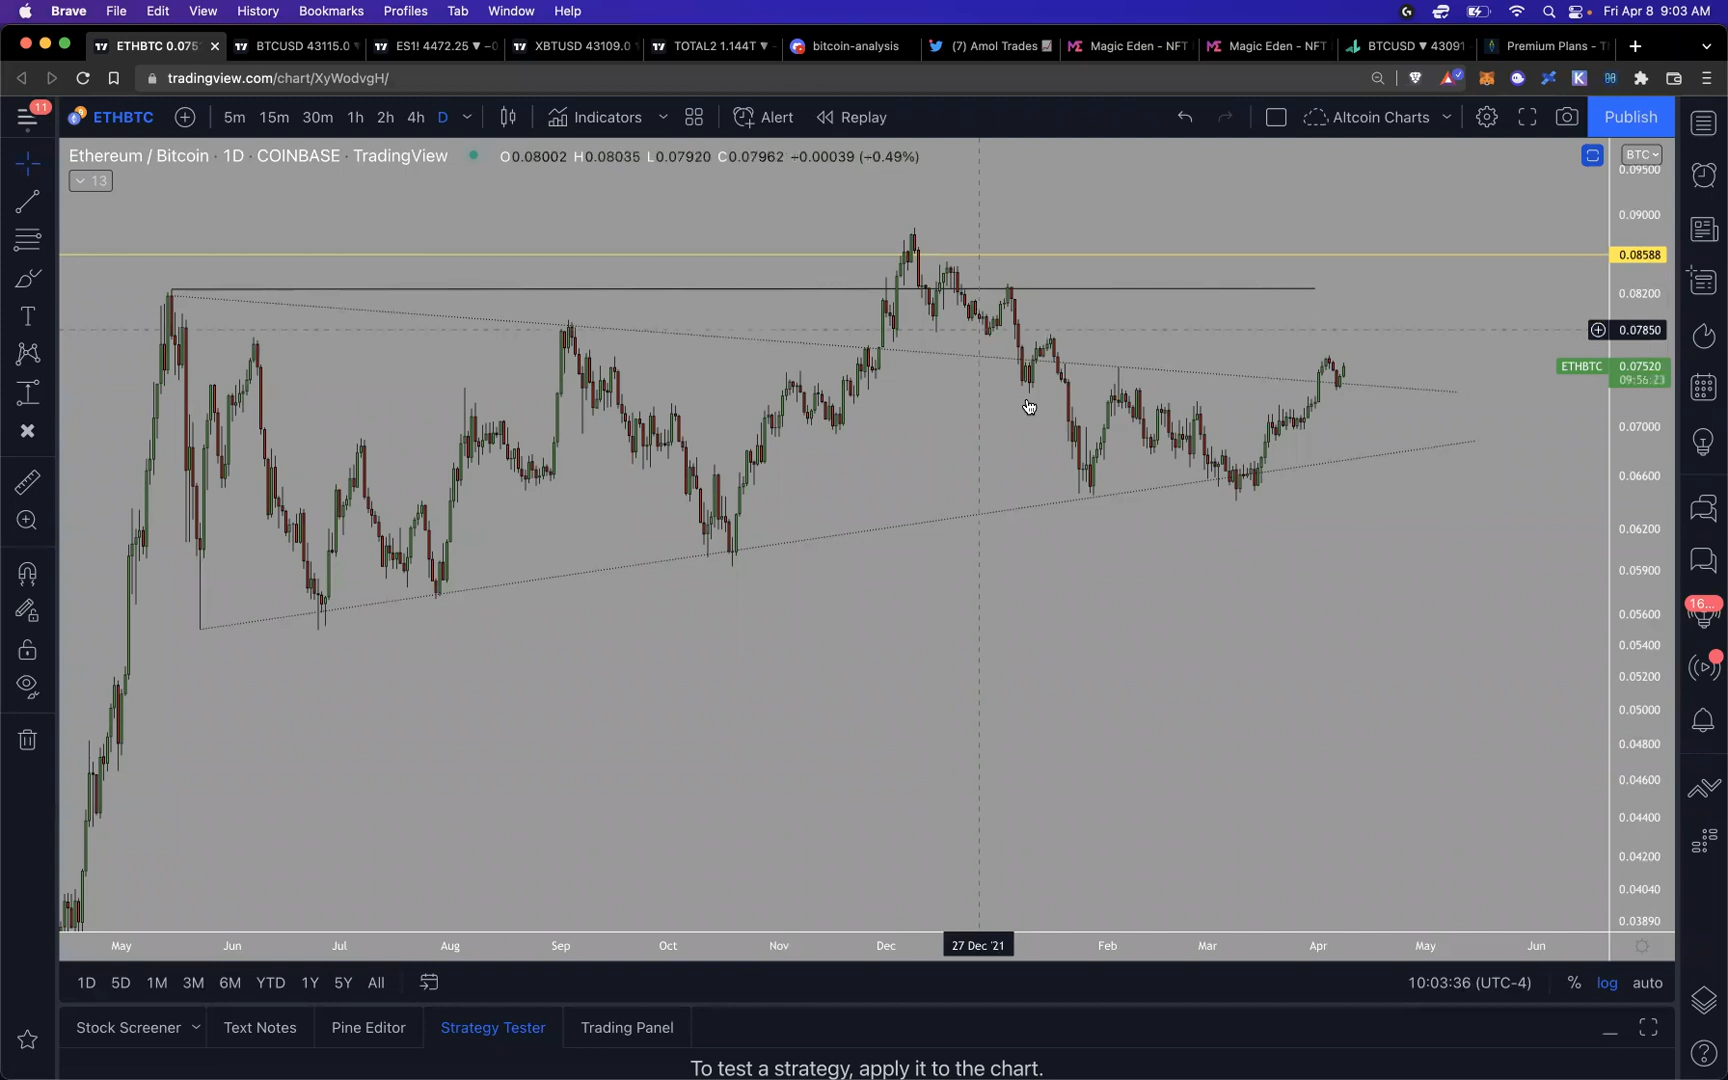 Brave File Edit View History Bookmarks Profiles Tab Window Help Fri Apr 8 9:03 AM
ETHBTC 0.075 BTCUSD 43115.0 ES1! 4472.25 ▼ −0 XBTUSD 43109.0 TOTAL2 1.144T ▼ bitcoin-analysis (7) Amol Trades Magic Eden - NFT Magic Eden - NFT BTCUSD ▼ 43091 Premium Plans - T
tradingview.com/chart/XyWodvgH/
11
ETHBTC 5m 15m 30m 1h 2h 4h D Indicators Alert Replay Altcoin Charts Publish
Ethereum / Bitcoin · 1D · COINBASE · TradingView O0.08002 H0.08035 L0.07920 C0.07962 −0.00039 (−0.49%) BTC
13
0.09500
0.09000
0.08588
0.08200
0.07850
ETHBTC 0.07520
09:56:23
0.07000
0.06600
0.06200
0.05900
0.05600
16...
0.05400
0.05200
0.05000
0.04800
0.04600
0.04400
0.04200
0.04040
0.03890
May Jun Jul Aug Sep Oct Nov Dec 27 Dec '21 Feb Mar Apr May Jun
1D 5D 1M 3M 6M YTD 1Y 5Y All 10:03:36 (UTC-4) % log auto
Stock Screener Text Notes Pine Editor Strategy Tester Trading Panel
To test a strategy, apply it to the chart.